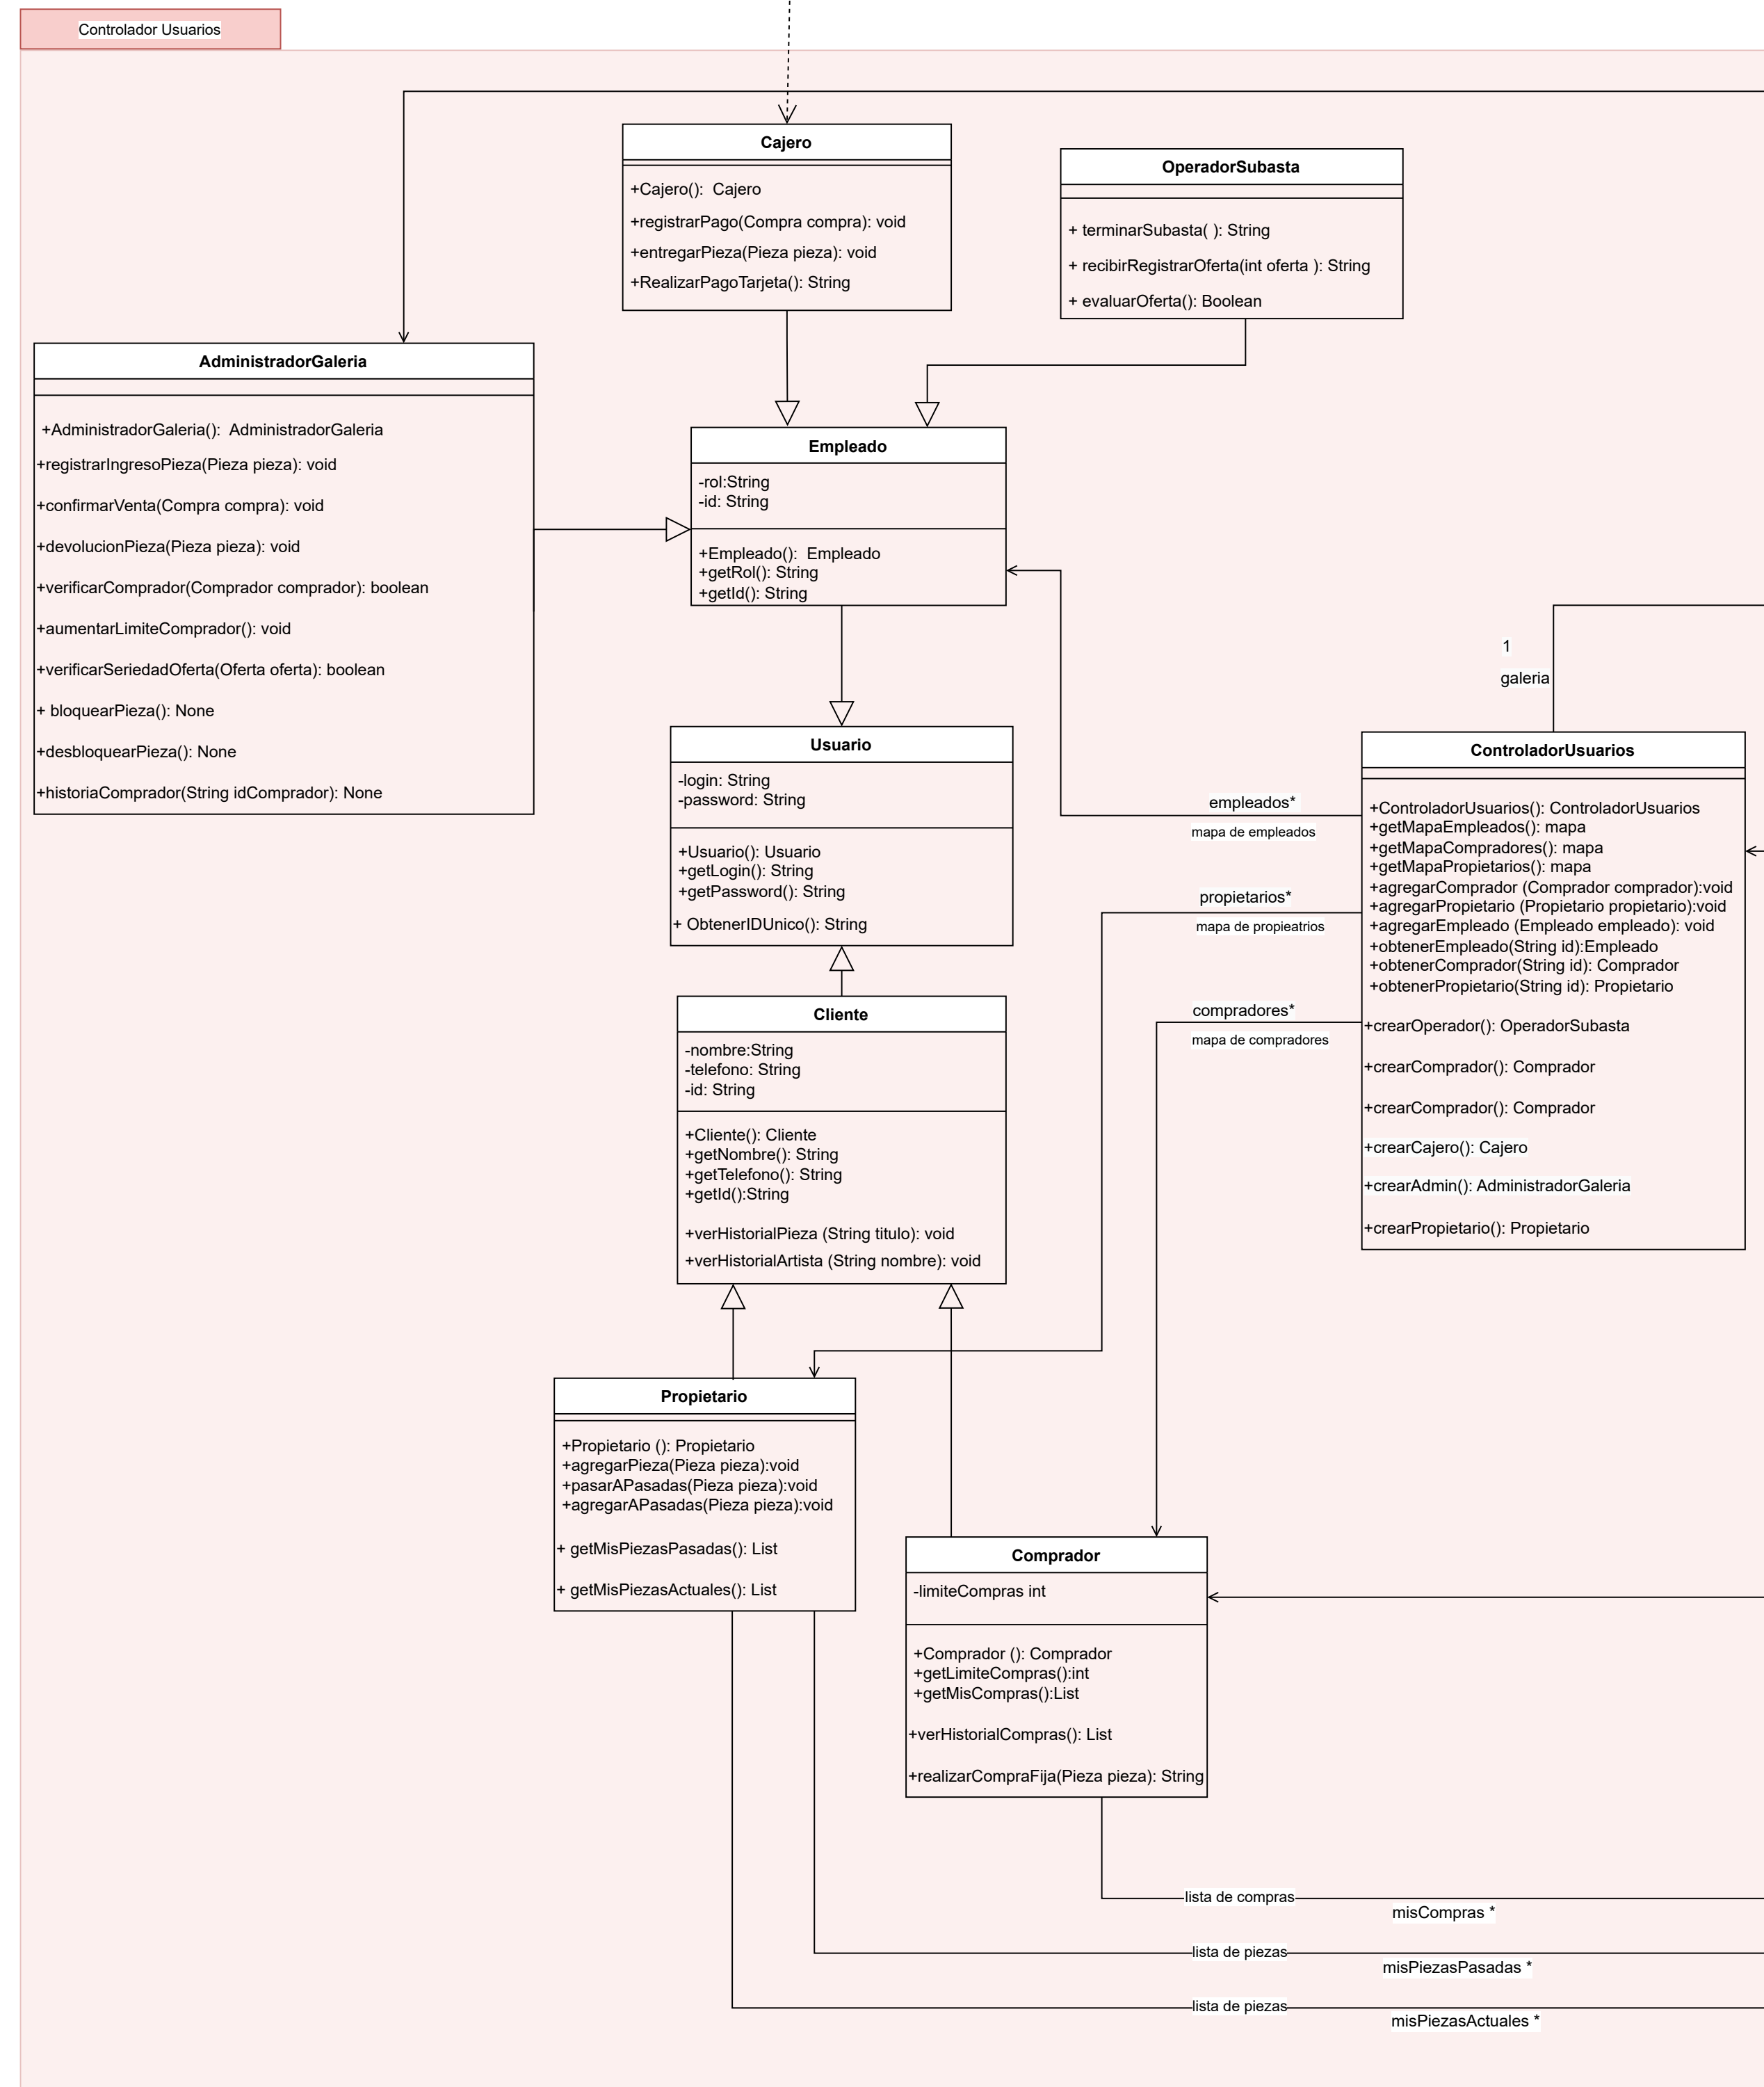 Controlador Usuarios
Cajero
+Cajero():  Cajero
+registrarPago(Compra compra): void
+entregarPieza(Pieza pieza): void
+RealizarPagoTarjeta(): String
OperadorSubasta
+ terminarSubasta( ): String
+ recibirRegistrarOferta(int oferta ): String
+ evaluarOferta(): Boolean
AdministradorGaleria
+AdministradorGaleria():  AdministradorGaleria
+registrarIngresoPieza(Pieza pieza): void
+confirmarVenta(Compra compra): void
+devolucionPieza(Pieza pieza): void
+verificarComprador(Comprador comprador): boolean
+aumentarLimiteComprador(): void
+verificarSeriedadOferta(Oferta oferta): boolean
+ bloquearPieza(): None
+desbloquearPieza(): None
+historiaComprador(String idComprador): None
Empleado
-rol:String
-id: String
+Empleado():  Empleado
+getRol(): String
+getId(): String
Usuario
-login: String
-password: String
+Usuario(): Usuario
+getLogin(): String
+getPassword(): String
+ ObtenerIDUnico(): String
1
galeria
empleados*
mapa de empleados
propietarios*
mapa de propieatrios
compradores*
mapa de compradores
ControladorUsuarios
+ControladorUsuarios(): ControladorUsuarios
+getMapaEmpleados(): mapa
+getMapaCompradores(): mapa
+getMapaPropietarios(): mapa
+agregarComprador (Comprador comprador):void
+agregarPropietario (Propietario propietario):void
+agregarEmpleado (Empleado empleado): void
+obtenerEmpleado(String id):Empleado
+obtenerComprador(String id): Comprador
+obtenerPropietario(String id): Propietario
+crearOperador(): OperadorSubasta
+crearComprador(): Comprador
+crearComprador(): Comprador
+crearCajero(): Cajero
+crearAdmin(): AdministradorGaleria
+crearPropietario(): Propietario
Cliente
-nombre:String
-telefono: String
-id: String
+Cliente(): Cliente
+getNombre(): String
+getTelefono(): String
+getId():String
+verHistorialPieza (String titulo): void
+verHistorialArtista (String nombre): void
Propietario
+Propietario (): Propietario
+agregarPieza(Pieza pieza):void
+pasarAPasadas(Pieza pieza):void
+agregarAPasadas(Pieza pieza):void
+ getMisPiezasPasadas(): List
+ getMisPiezasActuales(): List
Comprador
-limiteCompras int
+Comprador (): Comprador
+getLimiteCompras():int
+getMisCompras():List
+verHistorialCompras(): List
+realizarCompraFija(Pieza pieza): String
lista de compras
misCompras *
lista de piezas
misPiezasPasadas *
lista de piezas
misPiezasActuales *